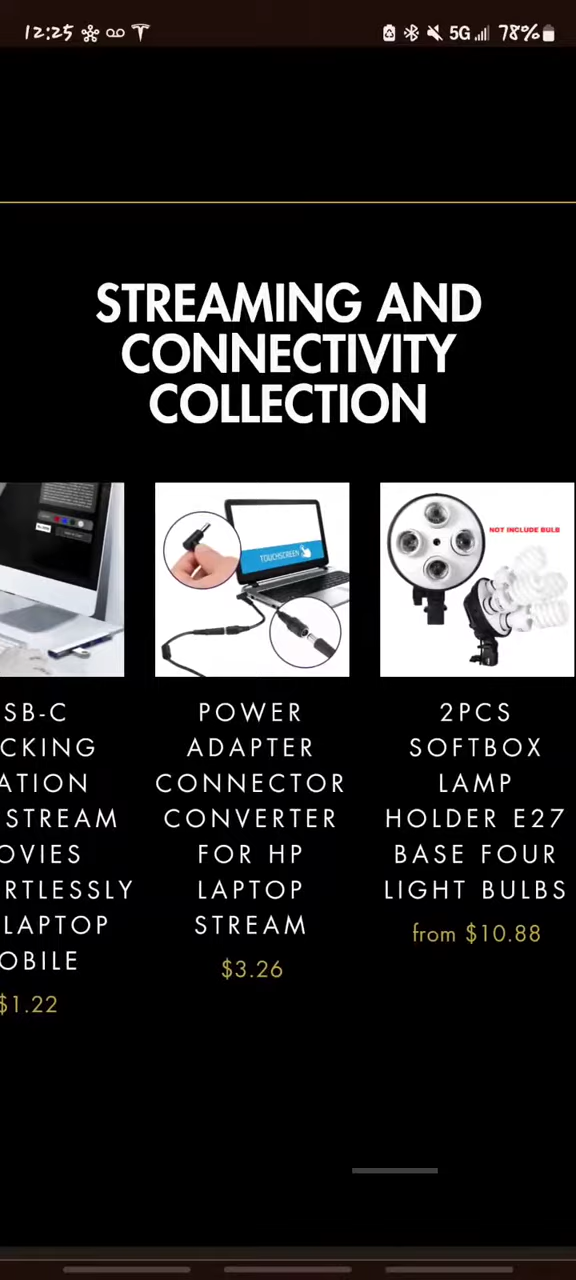 12:25
5G 78%
STREAMING AND
CONNECTIVITY
COLLECTION
TOUCHSCREEN
NOT INCLUDE BULB
SB-C
CKING
ATION
STREAM
OVIES
RTLESSLY
LAPTOP
OBILE
$1.22
POWER
ADAPTER
CONNECTOR
CONVERTER
FOR HP
LAPTOP
STREAM
$3.26
2PCS
SOFTBOX
LAMP
HOLDER E27
BASE FOUR
LIGHT BULBS
from $10.88